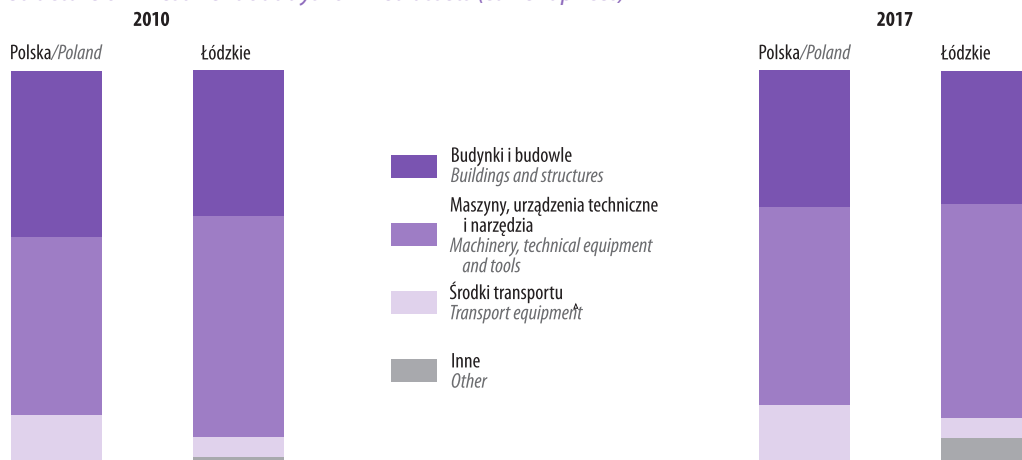 2010
2017
Polska/Poland
Łódzkie
Polska/Poland
Łódzkie
Budynki i budowle
Buildings and structures
Maszyny, urządzenia techniczne
i narzędzia
Machinery, technical equipment
and tools
Środki transportu
Transport equipment
Inne
Other